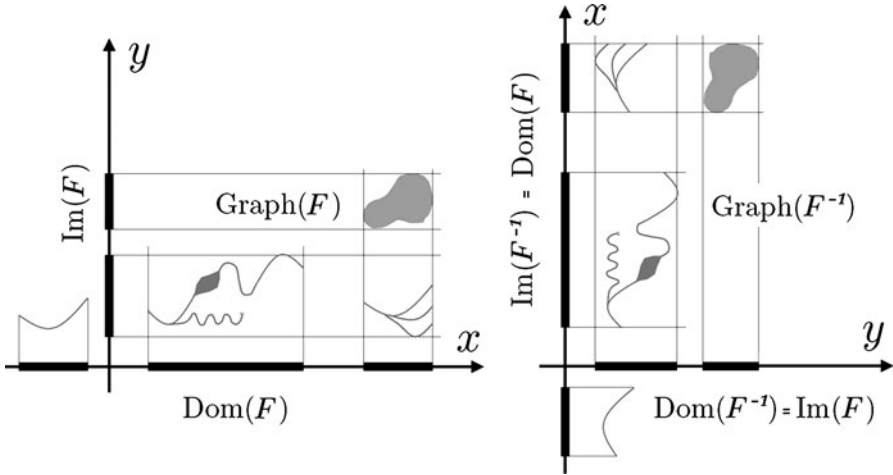 y
Im(F)
Graph(F)
x
Dom(F)
x
Im(F⁻¹) = Dom(F)
Graph(F⁻¹)
y
Dom(F⁻¹) = Im(F)